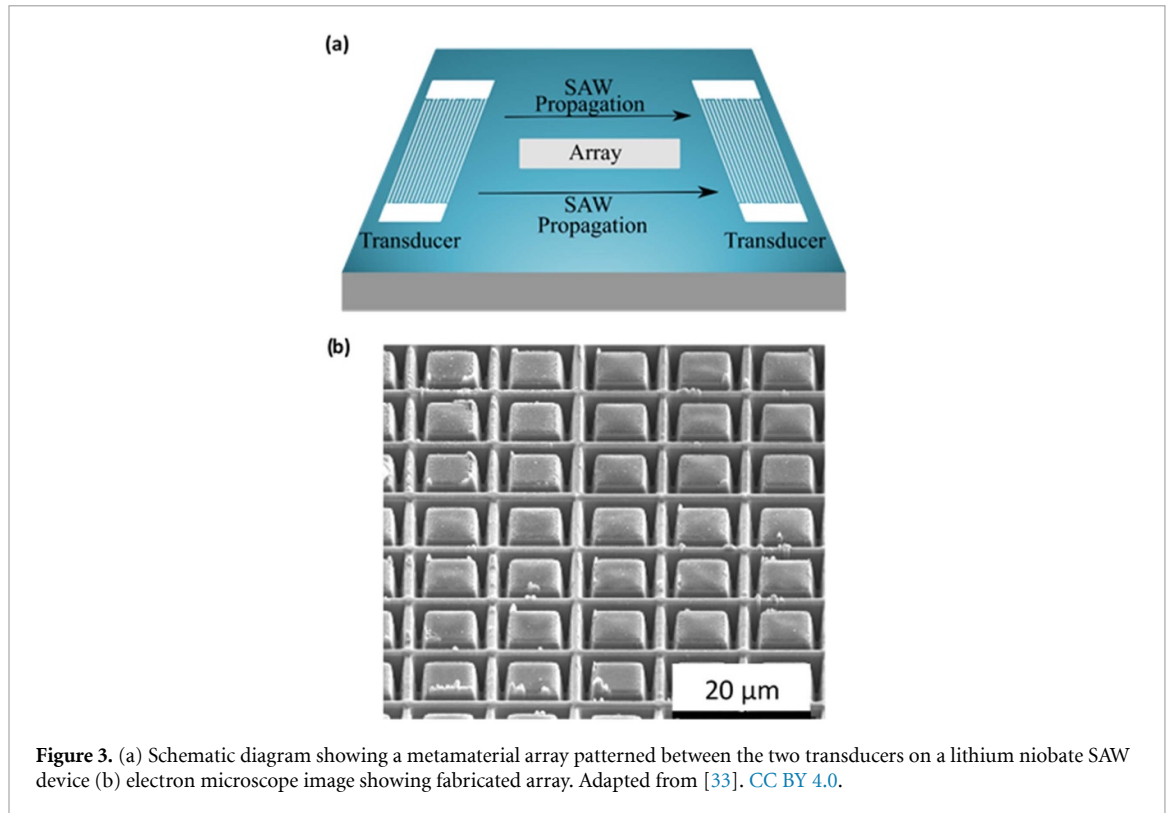 (a)
SAW
Propagation
Array
SAW
Propagation
Transducer
Transducer
(b)
20 µm
Figure 3. (a) Schematic diagram showing a metamaterial array patterned between the two transducers on a lithium niobate SAW
device (b) electron microscope image showing fabricated array. Adapted from [33]. CC BY 4.0.